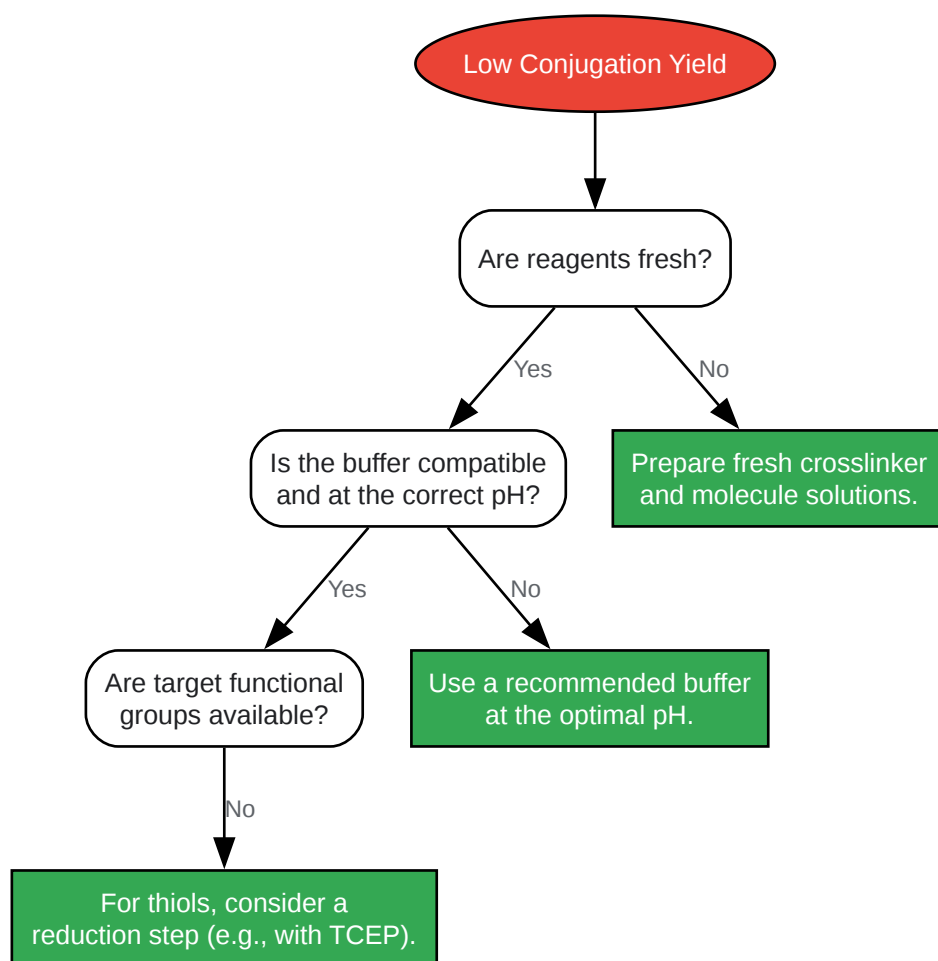 Low Conjugation Yield
Are reagents fresh?
Yes
No
Is the buffer compatible
and at the correct pH?
Prepare fresh crosslinker
and molecule solutions.
Yes
No
Are target functional
groups available?
Use a recommended buffer
at the optimal pH.
No
For thiols, consider a
reduction step (e.g., with TCEP).